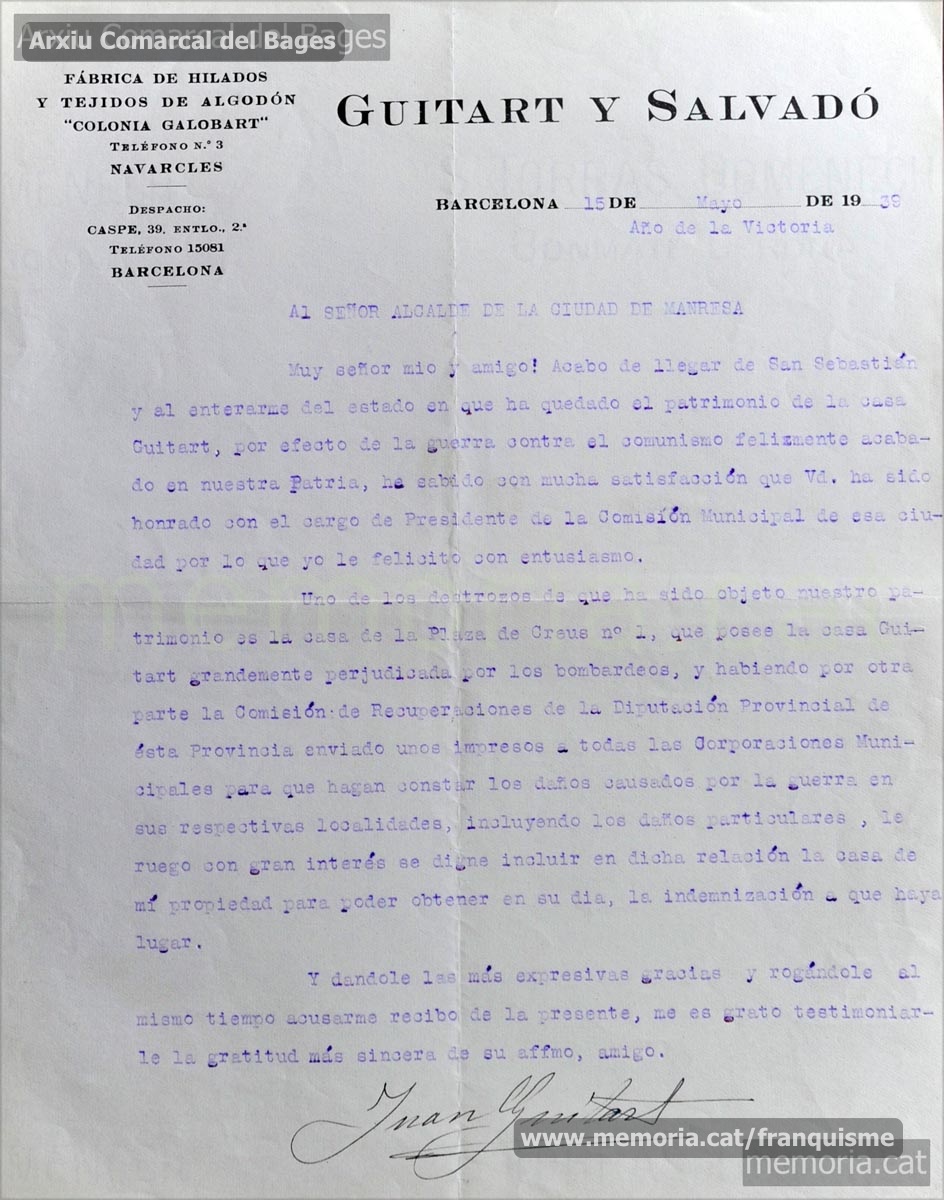 Arxiu Comarcal del Bages
Arxiu Comarcal del Bages
FÁBRICA DE HILADOS
Y TEJIDOS DE ALGODÓN
"COLONIA GALOBART"
TELÉFONO N.º 3
NAVARCLES
DESPACHO:
CASPE, 39, ENTLO., 2.ª
TELÉFONO 15081
BARCELONA
GUITART Y SALVADÓ
BARCELONA 15 DE Mayo DE 19 39
Año de la Victoria
Al SEÑOR ALCALDE DE LA CIUDAD DE MANRESA
Muy señor mio y amigo! Acabo de llegar de San Sebastián
y al enterarme del estado en que ha quedado el patrimonio de la casa
Guitart, por efecto de la guerra contra el comunismo felizmente acaba-
do en nuestra Patria, he sabido con mucha satisfacción que Vd. ha sido
honrado con el cargo de Presidente de la Comisión Municipal de esa ciu-
dad por lo que yo le felicito con entusiasmo.
Uno de los destrozos de que ha sido objeto nuestro pa-
trimonio es la casa de la Plaza de Creus nº 1, que posee la casa Gui-
tart grandemente perjudicada por los bombardeos, y habiendo por otra
parte la Comisión de Recuperaciones de la Diputación Provincial de
ésta Provincia enviado unos impresos a todas las Corporaciones Muni-
cipales para que hagan constar los daños causados por la guerra en
sus respectivas localidades, incluyendo los daños particulares , le
ruego con gran interés se digne incluir en dicha relación la casa de
mí propiedad para poder obtener en su dia, la indemnización a que haya
lugar.
Y dandole las más expresivas gracias y rogándole al
mismo tiempo acusarme recibo de la presente, me es grato testimoniar-
le la gratitud más sincera de su affmo, amigo.
Juan Guitart
www.memoria.cat/franquisme
memoria.cat